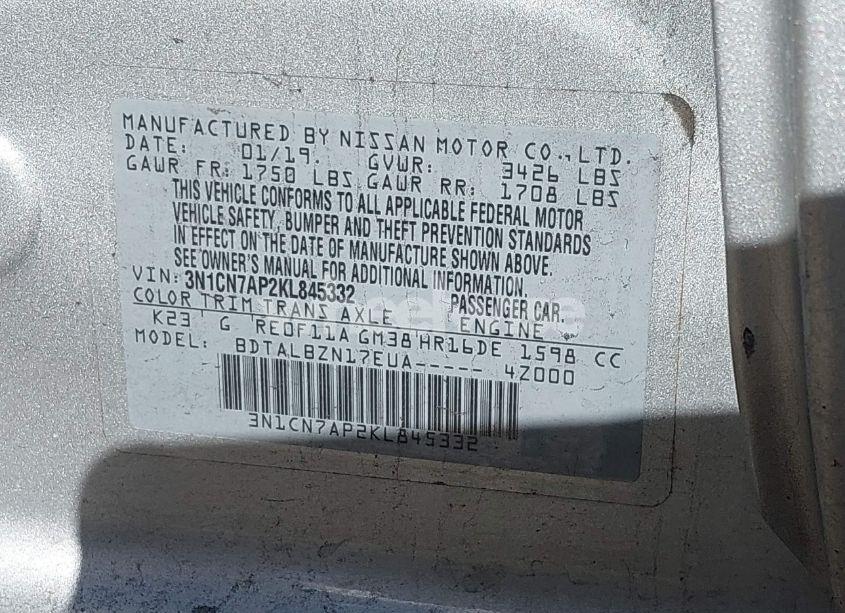 MANUFACTURED BY NISSAN MOTOR CO., LTD.
DATE: 01/19. GVWR: 3426 LBS
GAWR FR: 1750 LBS GAWR RR: 1708 LBS
THIS VEHICLE CONFORMS TO ALL APPLICABLE FEDERAL MOTOR
VEHICLE SAFETY, BUMPER AND THEFT PREVENTION STANDARDS
IN EFFECT ON THE DATE OF MANUFACTURE SHOWN ABOVE.
SEE OWNER'S MANUAL FOR ADDITIONAL INFORMATION.
VIN: 3N1CN7AP2KL845332 PASSENGER CAR.
COLOR TRIM TRANS AXLE ENGINE
K23 G RE0F11A GM38 HR16DE 1598 CC
MODEL: BDTALBZN17EUA----- 4Z000
3N1CN7AP2KL845332